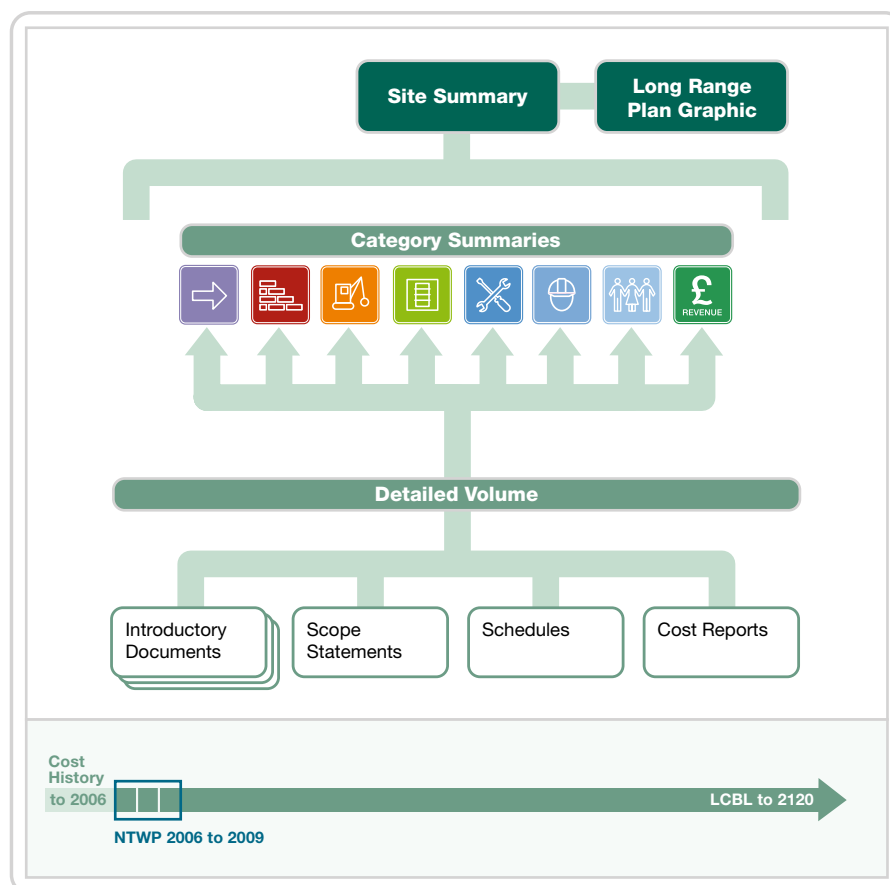 Site Summary
Long Range
Plan Graphic
Category Summaries
£
REVENUE
Detailed Volume
Introductory
Documents
Scope
Statements
Schedules
Cost Reports
Cost
History
to 2006
LCBL to 2120
NTWP 2006 to 2009